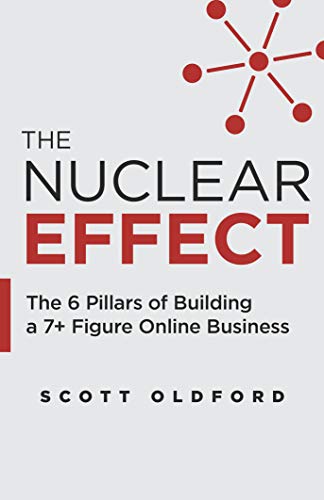 THE
NUCLEAR
EFFECT
The 6 Pillars of Building
a 7+ Figure Online Business
SCOTT OLDFORD